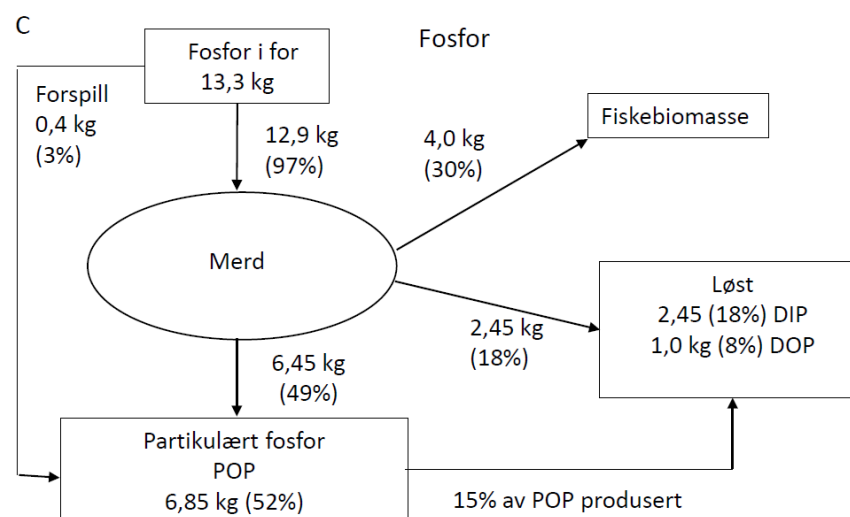 C
Fosfor
Fosfor i for
13,3 kg
Forspill
0,4 kg
(3%)
12,9 kg
(97%)
4,0 kg
(30%)
Fiskebiomasse
Merd
Løst
2,45 (18%) DIP
1,0 kg (8%) DOP
2,45 kg
(18%)
6,45 kg
(49%)
Partikulært fosfor
POP
6,85 kg (52%)
15% av POP produsert